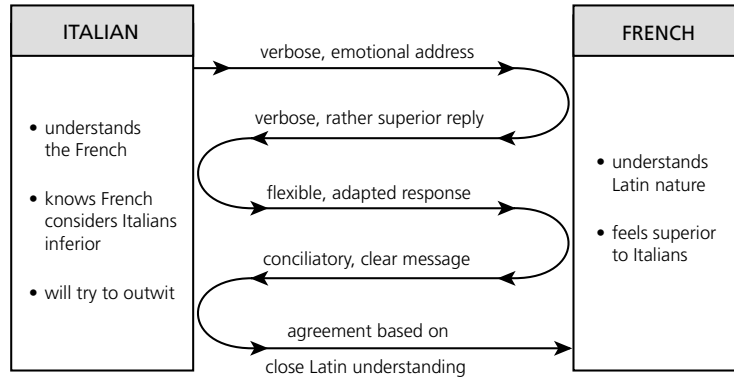 ITALIAN
• understands
the French
• knows French
considers Italians
inferior
• will try to outwit
verbose, emotional address
verbose, rather superior reply
flexible, adapted response
conciliatory, clear message
agreement based on
close Latin understanding
FRENCH
• understands
Latin nature
• feels superior
to Italians